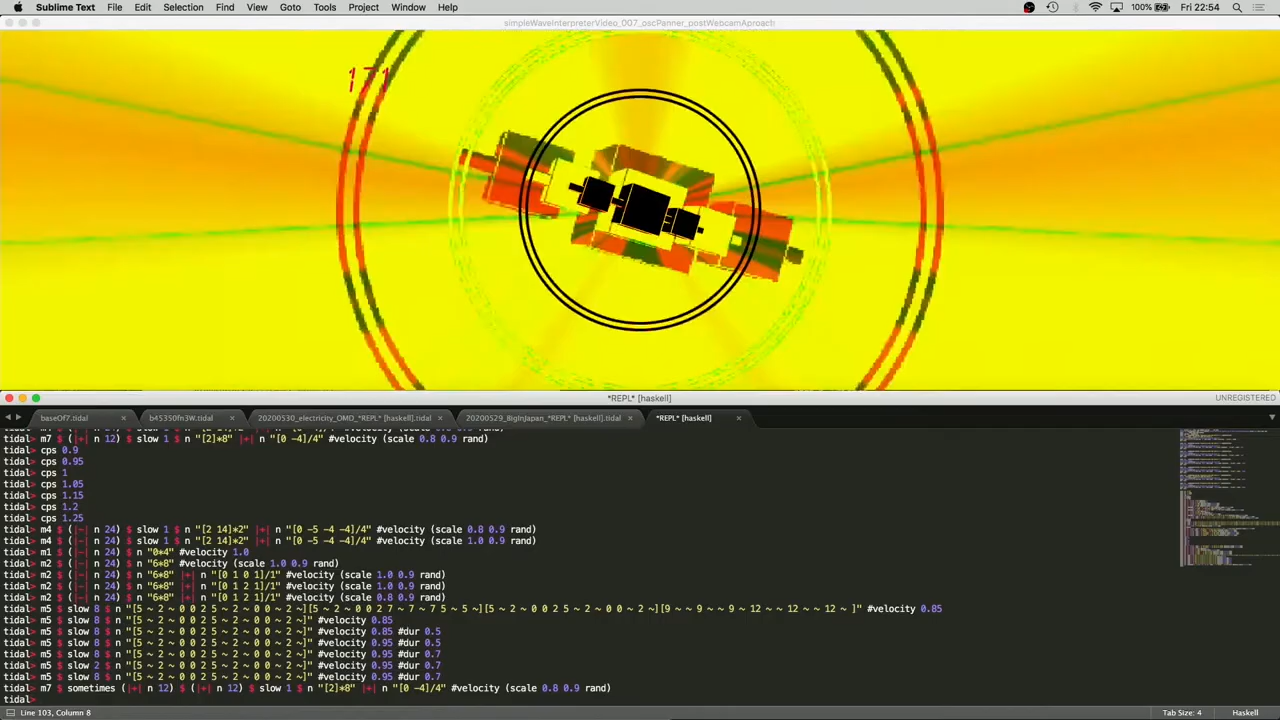 Sublime Text File Edit Selection Find View Goto Tools Project Window Help 100% Fri 22:54
simpleWaveInterpreterVideo_007_oscPanner_postWebcamAproach
171
*REPL* [haskell] UNREGISTERED
baseOf7.tidal b45350fn3W.tidal 20200530_electricity_OMD_*REPL* [haskell].tidal 20200529_BigInJapan_*REPL* [haskell].tidal *REPL* [haskell]
tidal> m7 $ (|+| n 12) $ slow 1 $ n "[2]*8" |+| n "[0 -4]/4" #velocity (scale 0.8 0.9 rand)
tidal> cps 0.9
tidal> cps 0.95
tidal> cps 1
tidal> cps 1.05
tidal> cps 1.15
tidal> cps 1.2
tidal> cps 1.25
tidal> m4 $ (|-| n 24) $ slow 1 $ n "[2 14]*2" |+| n "[0 -5 -4 -4]/4" #velocity (scale 0.8 0.9 rand)
tidal> m4 $ (|-| n 24) $ slow 1 $ n "[2 14]*2" |+| n "[0 -5 -4 -4]/4" #velocity (scale 0.8 0.9 rand)
tidal> m1 $ (|-| n 24) $ n "0*4" #velocity 1.0
tidal> m2 $ (|-| n 24) $ n "6*8" #velocity (scale 1.0 0.9 rand)
tidal> m2 $ (|-| n 24) $ n "6*8" |+| n "[0 1 0 1]/1" #velocity (scale 1.0 0.9 rand)
tidal> m2 $ (|-| n 24) $ n "6*8" |+| n "[0 1 2 1]/1" #velocity (scale 1.0 0.9 rand)
tidal> m2 $ (|-| n 24) $ n "6*8" |+| n "[0 1 2 1]/1" #velocity (scale 1.0 0.9 rand)
tidal> m5 $ slow 8 $ n "[5 ~ 2 ~ 0 0 2 5 ~ 2 ~ 0 0 ~ 2 ~][5 ~ 2 ~ 0 0 2 7 ~ 7 ~ 7 5 ~ 5 ~][5 ~ 2 ~ 0 0 2 5 ~ 2 ~ 0 0 ~ 2 ~][9 ~ ~ 9 ~ ~ 9 ~ 12 ~ ~ 12 ~ ~ 12 ~ ]" #velocity 0.85
tidal> m5 $ slow 8 $ n "[5 ~ 2 ~ 0 0 2 5 ~ 2 ~ 0 0 ~ 2 ~]" #velocity 0.85
tidal> m5 $ slow 8 $ n "[5 ~ 2 ~ 0 0 2 5 ~ 2 ~ 0 0 ~ 2 ~]" #velocity 0.85 #dur 0.5
tidal> m5 $ slow 8 $ n "[5 ~ 2 ~ 0 0 2 5 ~ 2 ~ 0 0 ~ 2 ~]" #velocity 0.95 #dur 0.5
tidal> m5 $ slow 8 $ n "[5 ~ 2 ~ 0 0 2 5 ~ 2 ~ 0 0 ~ 2 ~]" #velocity 0.95 #dur 0.7
tidal> m5 $ slow 2 $ n "[5 ~ 2 ~ 0 0 2 5 ~ 2 ~ 0 0 ~ 2 ~]" #velocity 0.95 #dur 0.7
tidal> m5 $ slow 8 $ n "[5 ~ 2 ~ 0 0 2 5 ~ 2 ~ 0 0 ~ 2 ~]" #velocity 0.95 #dur 0.7
tidal> m7 $ sometimes (|+| n 12) $ (|+| n 12) $ slow 1 $ n "[2]*8" |+| n "[0 -4]/4" #velocity (scale 0.8 0.9 rand)
tidal>
Line 103, Column 8 Tab Size: 4 Haskell